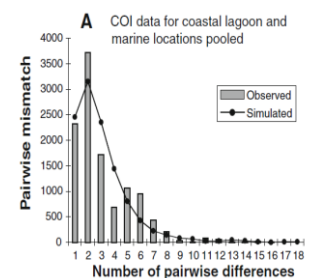 A COI data for coastal lagoon and
marine locations pooled
4000
3500
3000
2500
2000
1500
1000
500
0
Pairwise mismatch
Observed
Simulated
1 2 3 4 5 6 7 8 9 10 11 12 13 14 15 16 17 18
Number of pairwise differences